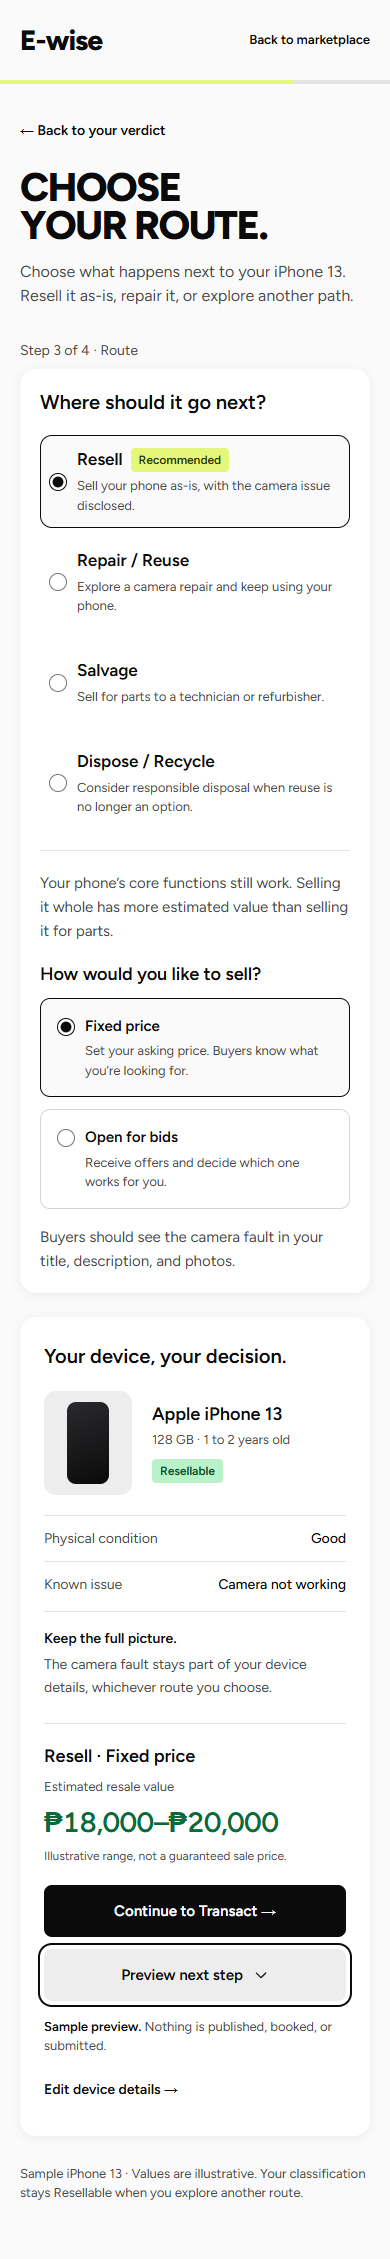 E-wise
Back to marketplace
← Back to your verdict
CHOOSE
YOUR ROUTE.
Choose what happens next to your iPhone 13.
Resell it as-is, repair it, or explore another path.
Step 3 of 4 · Route
Where should it go next?
Resell Recommended
Sell your phone as-is, with the camera issue
disclosed.
Repair / Reuse
Explore a camera repair and keep using your
phone.
Salvage
Sell for parts to a technician or refurbisher.
Dispose / Recycle
Consider responsible disposal when reuse is
no longer an option.
Your phone’s core functions still work. Selling
it whole has more estimated value than selling
it for parts.
How would you like to sell?
Fixed price
Set your asking price. Buyers know what
you’re looking for.
Open for bids
Receive offers and decide which one
works for you.
Buyers should see the camera fault in your
title, description, and photos.
Your device, your decision.
Apple iPhone 13
128 GB · 1 to 2 years old
Resellable
Physical condition Good
Known issue Camera not working
Keep the full picture.
The camera fault stays part of your device
details, whichever route you choose.
Resell · Fixed price
Estimated resale value
₱18,000–₱20,000
Illustrative range, not a guaranteed sale price.
Continue to Transact →
Preview next step
Sample preview. Nothing is published, booked, or
submitted.
Edit device details →
Sample iPhone 13 · Values are illustrative. Your classification
stays Resellable when you explore another route.